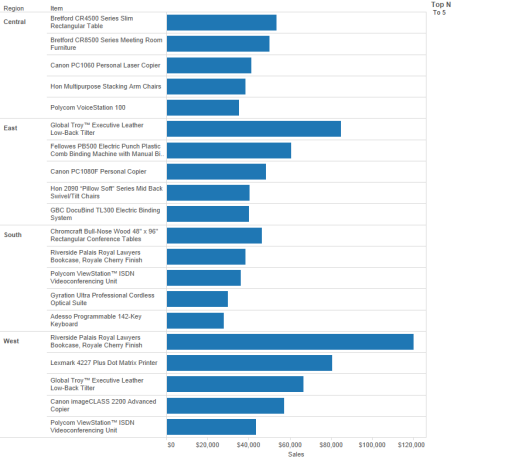 Top N
To 5
Region Item
Central
Bretford CR4500 Series Slim
Rectangular Table
Bretford CR8500 Series Meeting Room
Furniture
Canon PC1060 Personal Laser Copier
Hon Multipurpose Stacking Arm Chairs
Polycom VoiceStation 100
East
Global Troy™ Executive Leather
Low-Back Tilter
Fellowes PB500 Electric Punch Plastic
Comb Binding Machine with Manual Bi..
Canon PC1080F Personal Copier
Hon 2090 “Pillow Soft” Series Mid Back
Swivel/Tilt Chairs
GBC DocuBind TL300 Electric Binding
System
South
Chromcraft Bull-Nose Wood 48" x 96"
Rectangular Conference Tables
Riverside Palais Royal Lawyers
Bookcase, Royale Cherry Finish
Polycom ViewStation™ ISDN
Videoconferencing Unit
Gyration Ultra Professional Cordless
Optical Suite
Adesso Programmable 142-Key
Keyboard
West
Riverside Palais Royal Lawyers
Bookcase, Royale Cherry Finish
Lexmark 4227 Plus Dot Matrix Printer
Global Troy™ Executive Leather
Low-Back Tilter
Canon imageCLASS 2200 Advanced
Copier
Polycom ViewStation™ ISDN
Videoconferencing Unit
$0 $20,000 $40,000 $60,000 $80,000 $100,000 $120,000
Sales